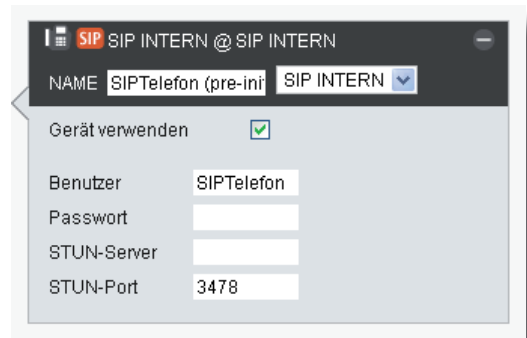 SIP SIP INTERN @ SIP INTERN
NAME SIPTelefon (pre-init SIP INTERN
Gerät verwenden
Benutzer SIPTelefon
Passwort
STUN-Server
STUN-Port 3478